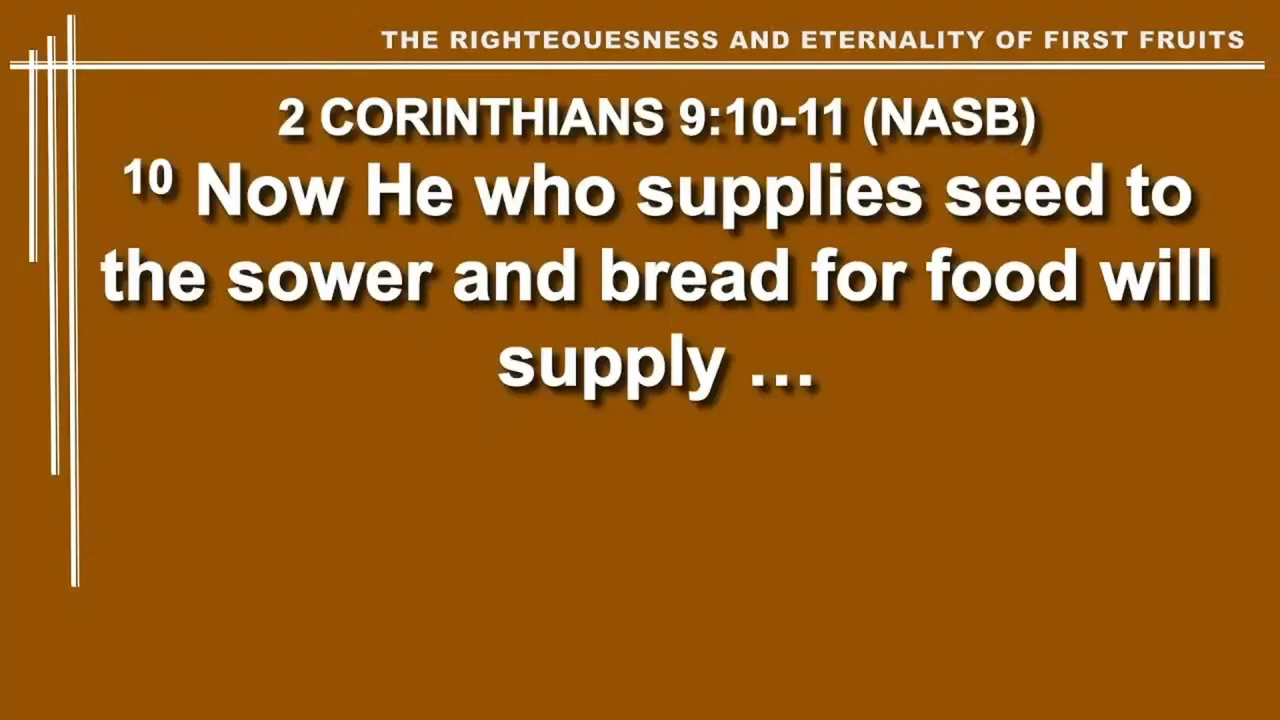 THE RIGHTEOUESNESS AND ETERNALITY OF FIRST FRUITS
2 CORINTHIANS 9:10-11 (NASB)
10 Now He who supplies seed to
the sower and bread for food will
supply ...